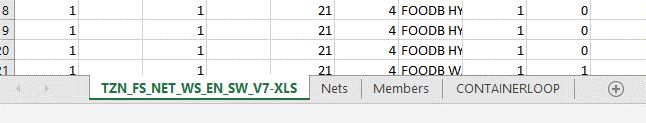 8 1 1 21 4 FOODB HY 1 0
9 1 1 21 4 FOODB HY 1 0
20 1 1 21 4 FOODB HY 1 0
21 1 1 21 4 FOODB W 1 1
TZN_FS_NET_WS_EN_SW_V7-XLS Nets Members CONTAINERLOOP